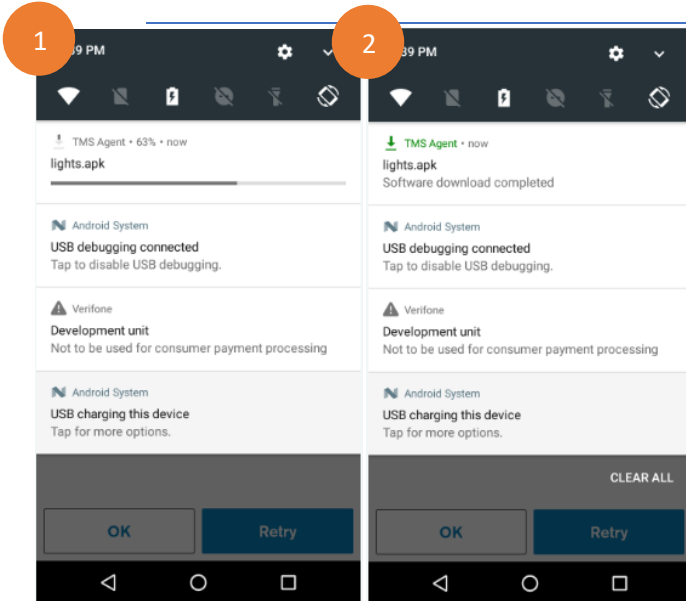 1
39 PM
TMS Agent • 63% • now
lights.apk
Android System
USB debugging connected
Tap to disable USB debugging.
Verifone
Development unit
Not to be used for consumer payment processing
Android System
USB charging this device
Tap for more options.
OK
Retry
2
39 PM
TMS Agent • now
lights.apk
Software download completed
Android System
USB debugging connected
Tap to disable USB debugging.
Verifone
Development unit
Not to be used for consumer payment processing
Android System
USB charging this device
Tap for more options.
CLEAR ALL
OK
Retry